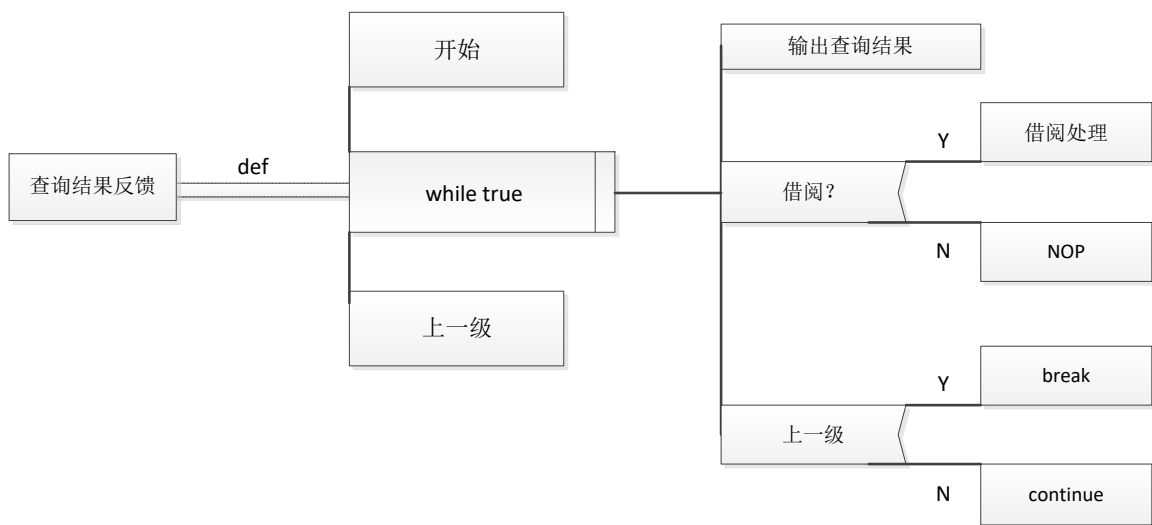 开始
输出查询结果
Y
借阅处理
def
查询结果反馈
while true
借阅?
N
NOP
上一级
Y
break
上一级
N
continue